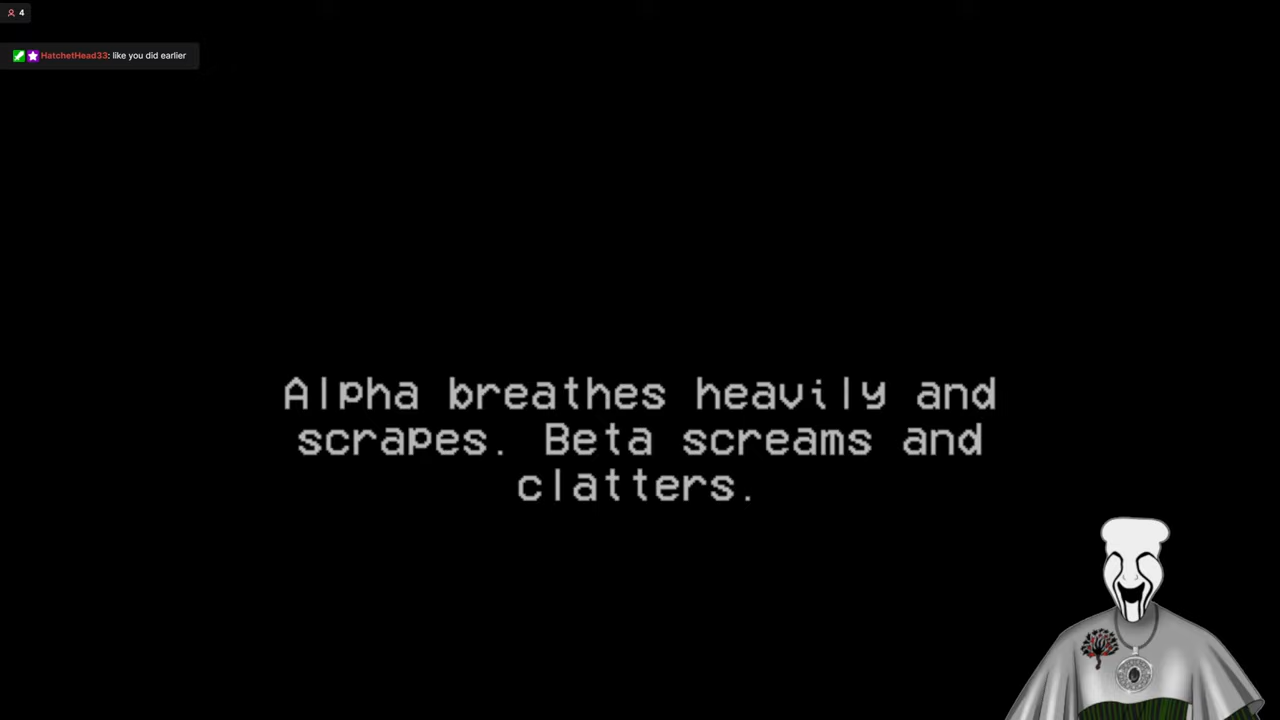 4
HatchetHead33: like you did earlier
Alpha breathes heavily and
scrapes. Beta screams and
clatters.